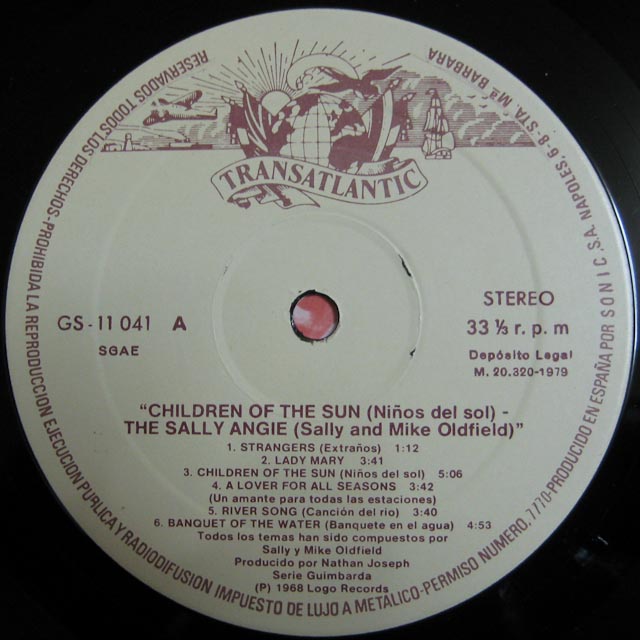 RESERVADOS TODOS LOS DERECHOS-PROHIBIDA LA REPRODUCCION EJECUCION PUPLICA Y RADIODIFUSION IMPUESTO DE LUJO A METALICO-PERMISO NUMERO. 7.770-PRODUCIDO EN ESPAÑA POR SONIC S.A. NAPOLES, 6-8-STA. Mª BARBARA
TRANSATLANTIC
GS-11 041 A
SGAE
STEREO
33 ⅓ r. p. m
Depósito Legal
M. 20.320-1979
"CHILDREN OF THE SUN (Niños del sol) -
THE SALLY ANGIE (Sally and Mike Oldfield)"
1. STRANGERS (Extraños) 1:12
2. LADY MARY 3:41
3. CHILDREN OF THE SUN (Niños del sol) 5:06
4. A LOVER FOR ALL SEASONS 3:42
(Un amante para todas las estaciones)
5. RIVER SONG (Canción del rio) 3:40
6. BANQUET OF THE WATER (Banquete en el agua) 4:53
Todos los temas han sido compuestos por
Sally y Mike Oldfield
Producido por Nathan Joseph
Serie Guimbarda
(P) 1968 Logo Records